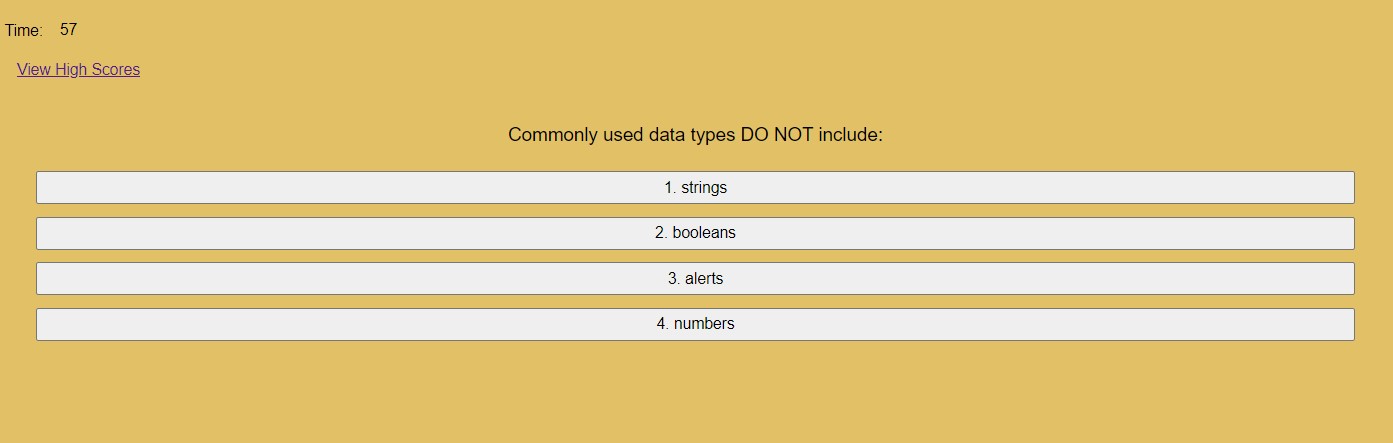 Time: 57
View High Scores
Commonly used data types DO NOT include:
1. strings
2. booleans
3. alerts
4. numbers